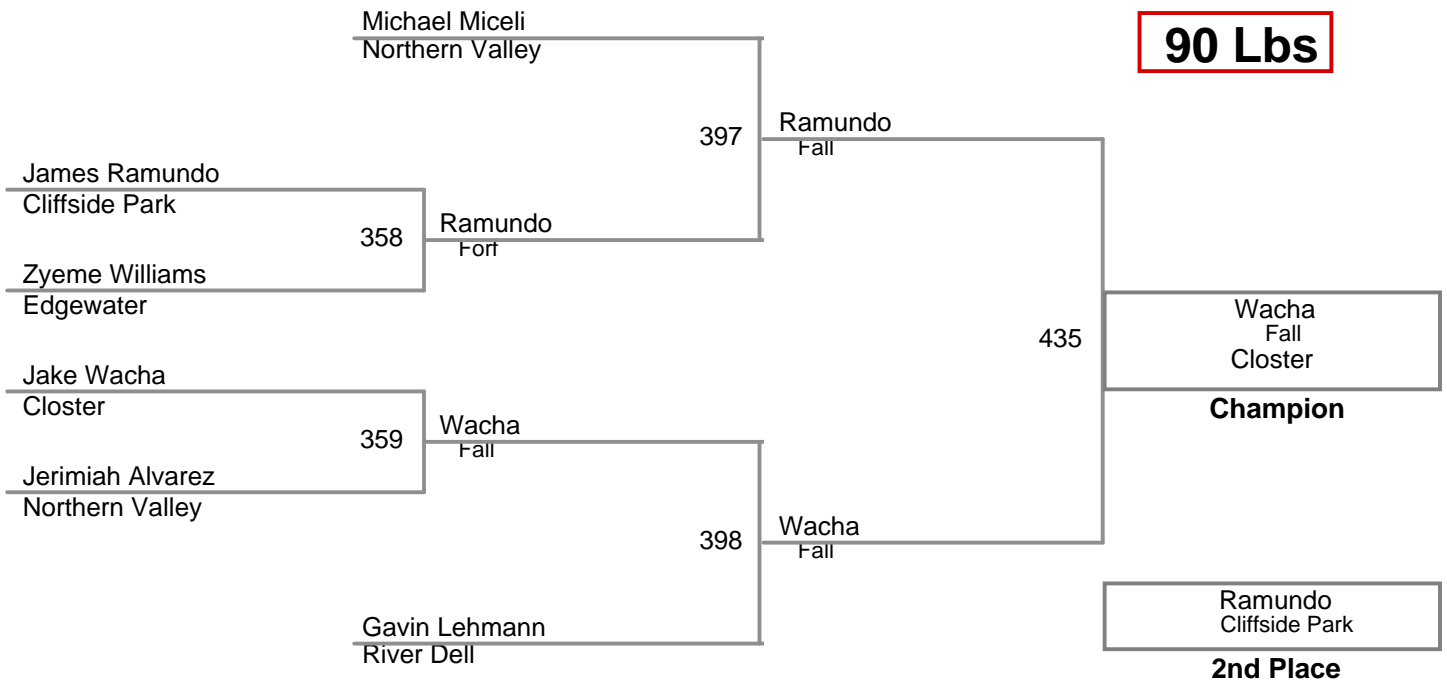 Michael Miceli
Northern Valley
90 Lbs
397
Ramundo
Fall
James Ramundo
Cliffside Park
358
Ramundo
Forf
Zyeme Williams
Edgewater
435
Wacha
Fall
Closter
Champion
Jake Wacha
Closter
359
Wacha
Fall
Jerimiah Alvarez
Northern Valley
398
Wacha
Fall
Gavin Lehmann
River Dell
Ramundo
Cliffside Park
2nd Place